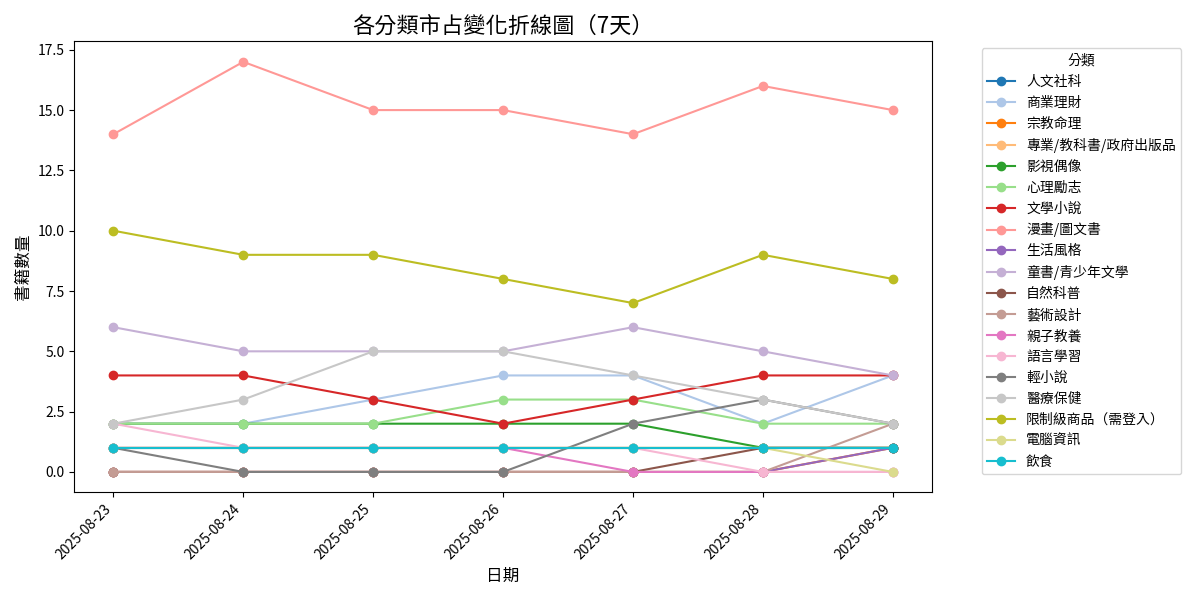 各分類市占變化折線圖（7天）
17.5
15.0
12.5
10.0
7.5
5.0
2.5
0.0
書籍數量
2025-08-23
2025-08-24
2025-08-25
2025-08-26
2025-08-27
2025-08-28
2025-08-29
日期
分類
人文社科
商業理財
宗教命理
專業/教科書/政府出版品
影視偶像
心理勵志
文學小說
漫畫/圖文書
生活風格
童書/青少年文學
自然科普
藝術設計
親子教養
語言學習
輕小說
醫療保健
限制級商品（需登入）
電腦資訊
飲食